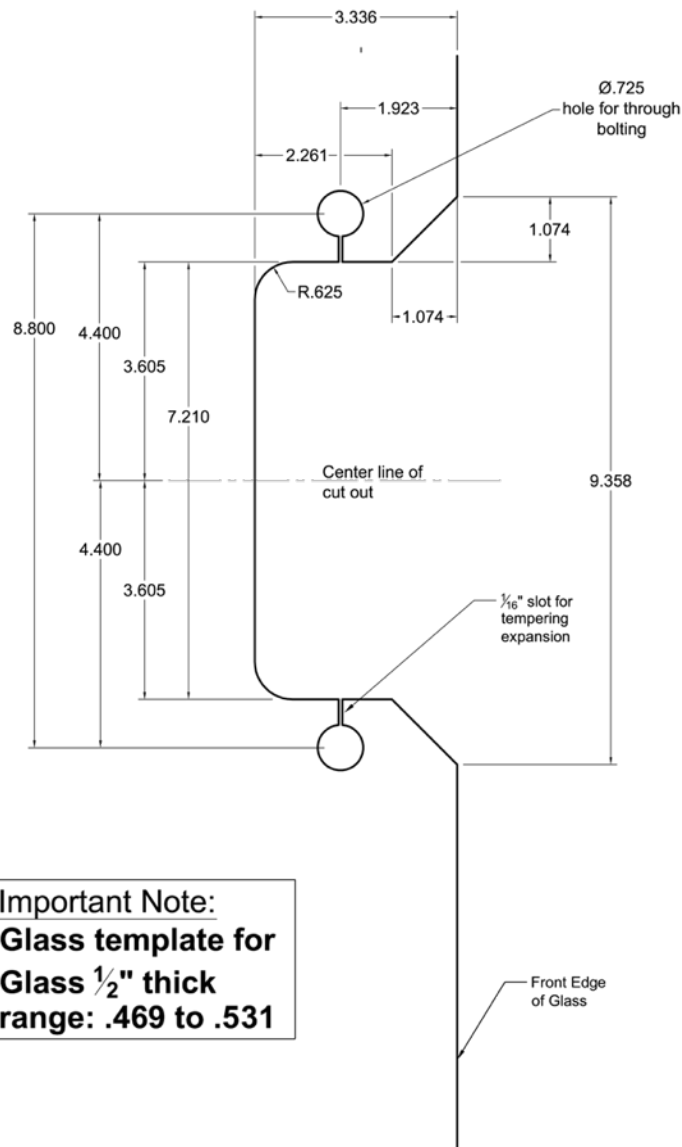 3.336
Ø.725
hole for through
bolting
1.923
2.261
1.074
R.625
1.074
8.800
4.400
3.605
7.210
Center line of
cut out
9.358
4.400
3.605
1⁄16" slot for
tempering
expansion
Important Note:
Glass template for
Glass 1⁄2" thick
range: .469 to .531
Front Edge
of Glass